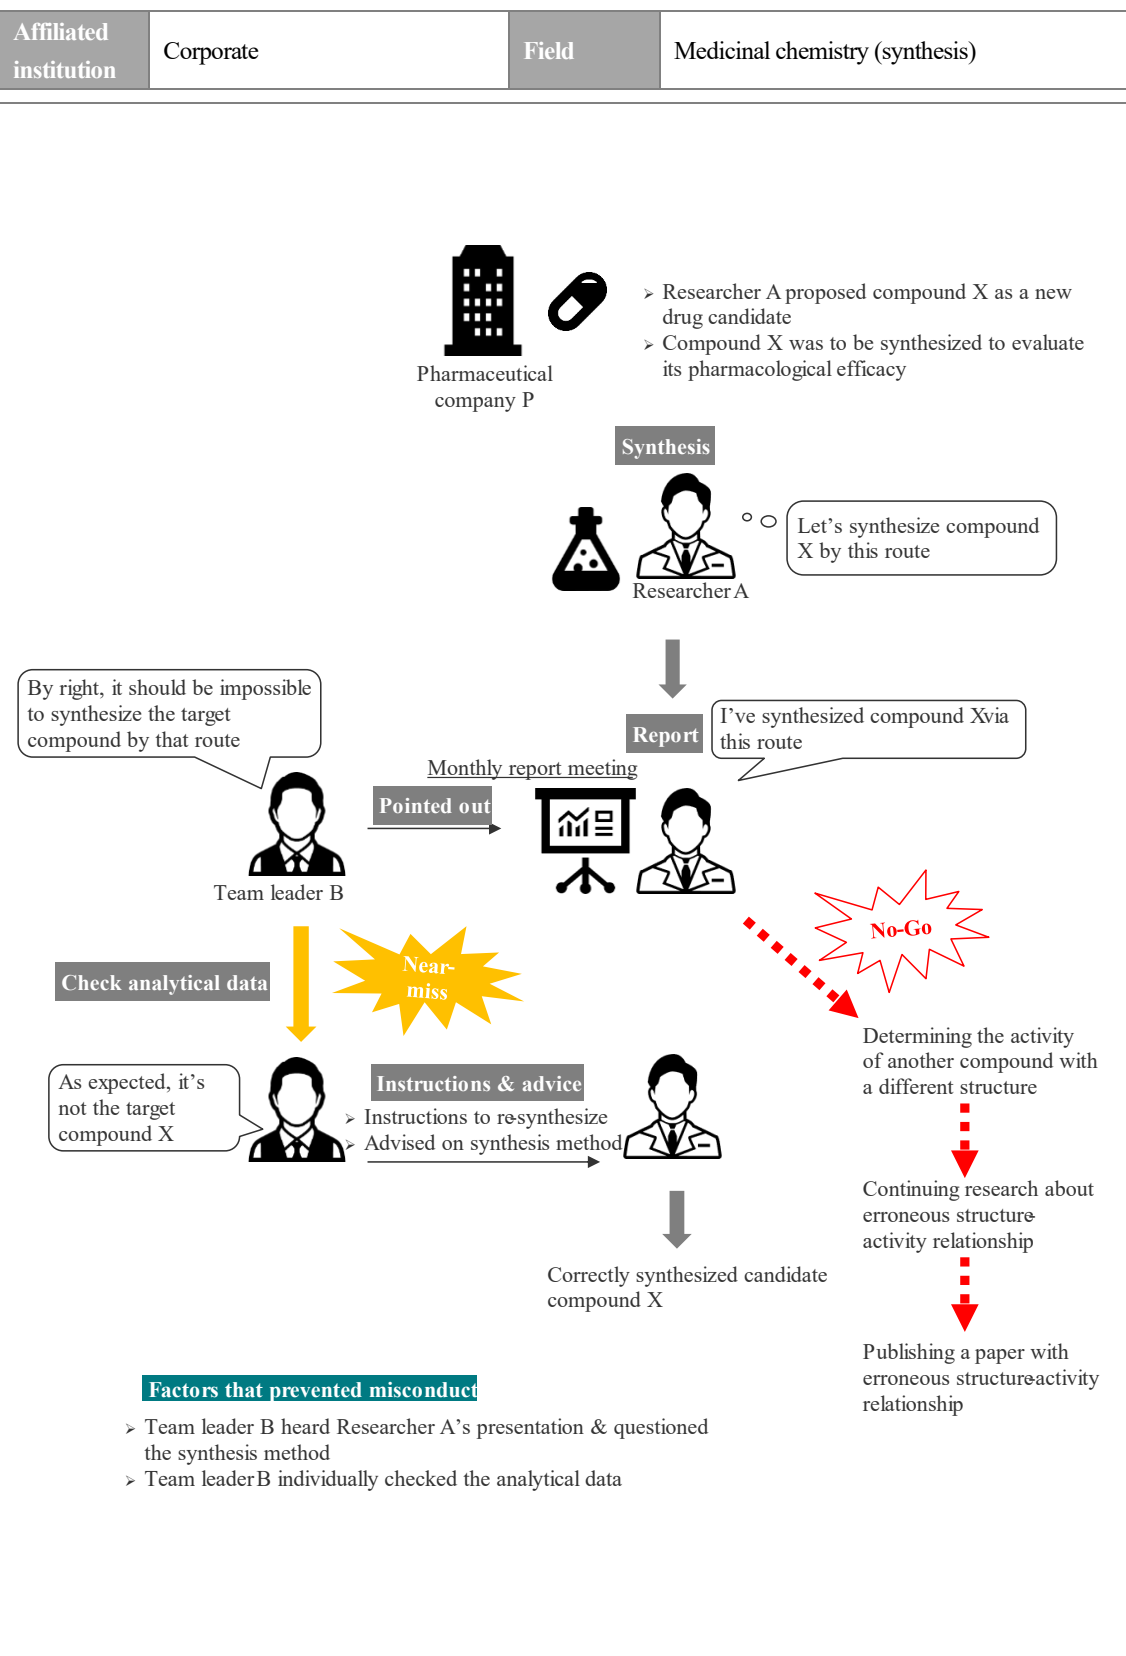 Affiliated
institution
Corporate
Field
Medicinal chemistry (synthesis)
➢ Researcher A proposed compound X as a new
drug candidate
➢ Compound X was to be synthesized to evaluate
its pharmacological efficacy
Pharmaceutical
company P
Synthesis
Let’s synthesize compound
X by this route
Researcher A
By right, it should be impossible
to synthesize the target
compound by that route
Report
I’ve synthesized compound Xvia
this route
Monthly report meeting
Pointed out
Team leader B
No-Go
Check analytical data
Near-
miss
Determining the activity
of another compound with
a different structure
As expected, it’s
not the target
compound X
Instructions & advice
➢ Instructions to re-synthesize
➢ Advised on synthesis method
Continuing research about
erroneous structure-
activity relationship
Correctly synthesized candidate
compound X
Publishing a paper with
erroneous structure-activity
relationship
Factors that prevented misconduct
➢ Team leader B heard Researcher A’s presentation & questioned
the synthesis method
➢ Team leader B individually checked the analytical data